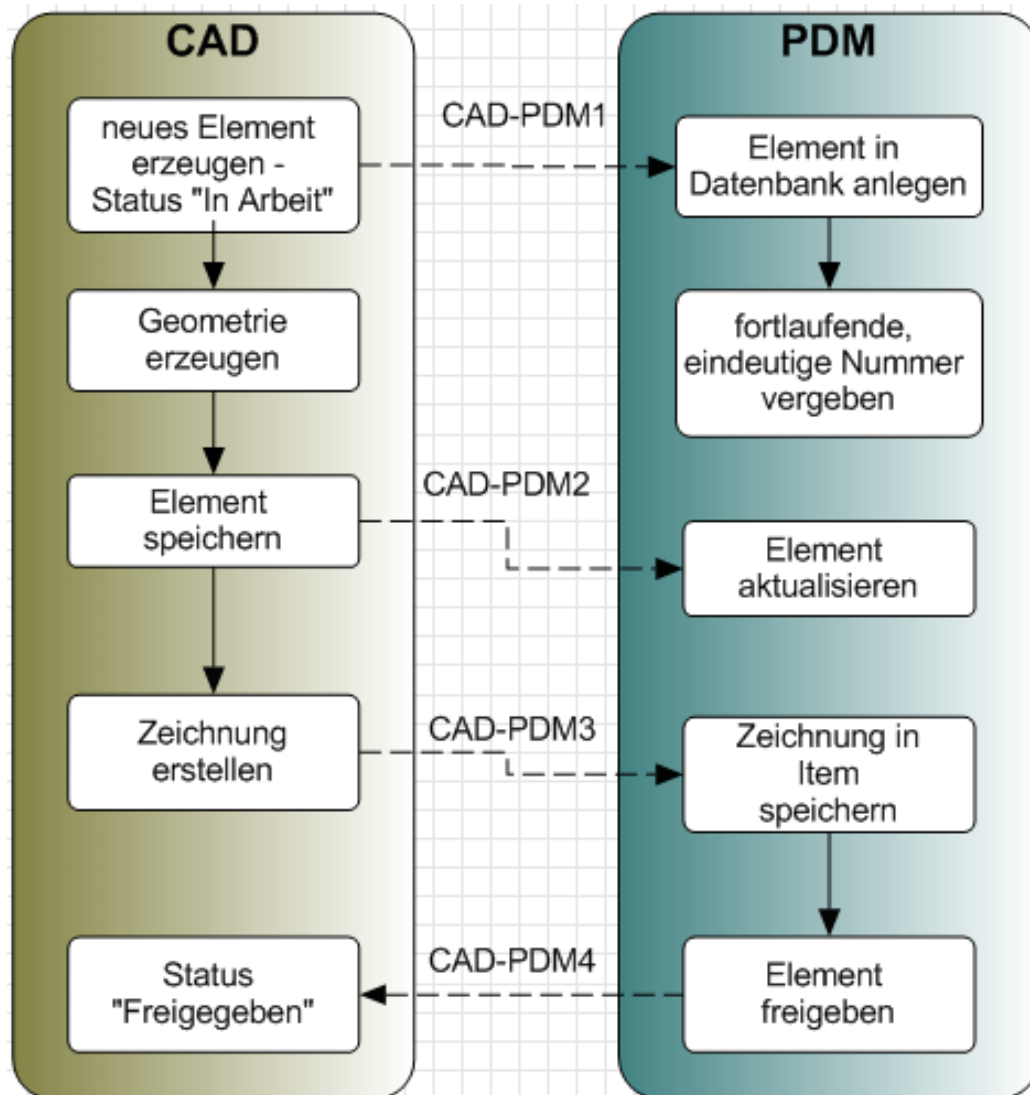 CAD
PDM
neues Element
erzeugen -
Status "In Arbeit"
CAD-PDM1
Element in
Datenbank anlegen
Geometrie
erzeugen
fortlaufende,
eindeutige Nummer
vergeben
Element
speichern
CAD-PDM2
Element
aktualisieren
Zeichnung
erstellen
CAD-PDM3
Zeichnung in
Item
speichern
Status
"Freigegeben"
CAD-PDM4
Element
freigeben